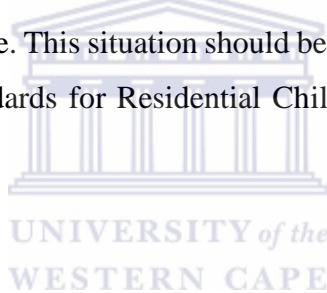 e. This situation should be
dards for Residential Chil
UNIVERSITY of the
WESTERN CAPE